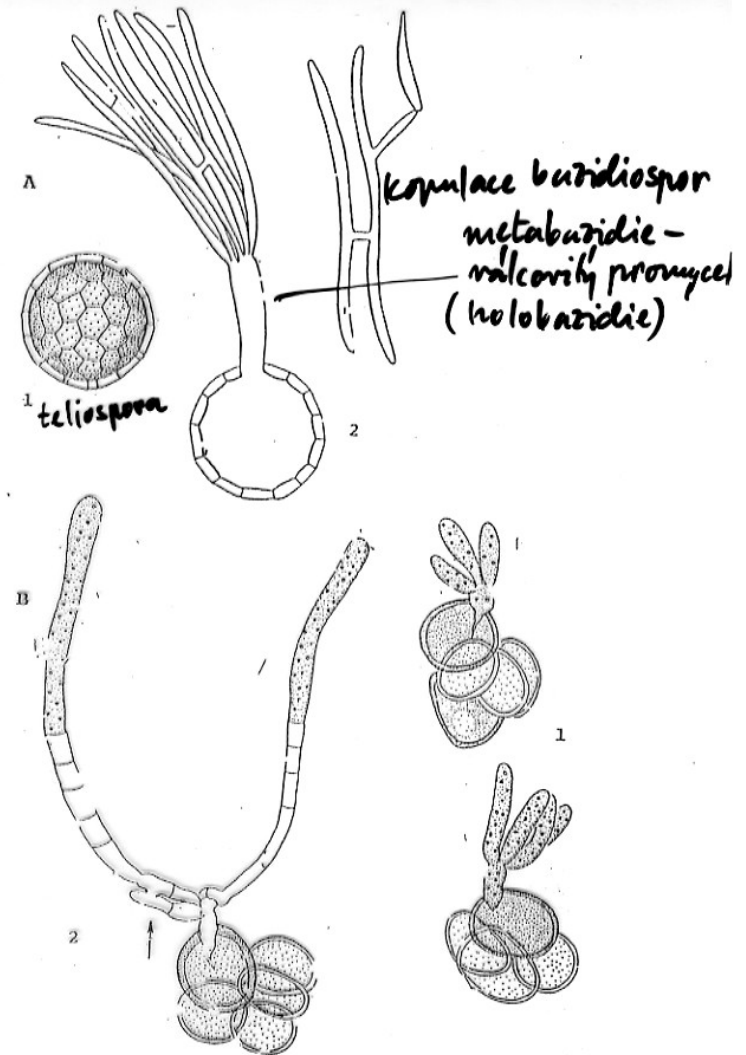 A
kopulace bazidiospor
metabazidie –
válcovitý promycel
(holobazidie)
1
teliospora
2
B
1
2